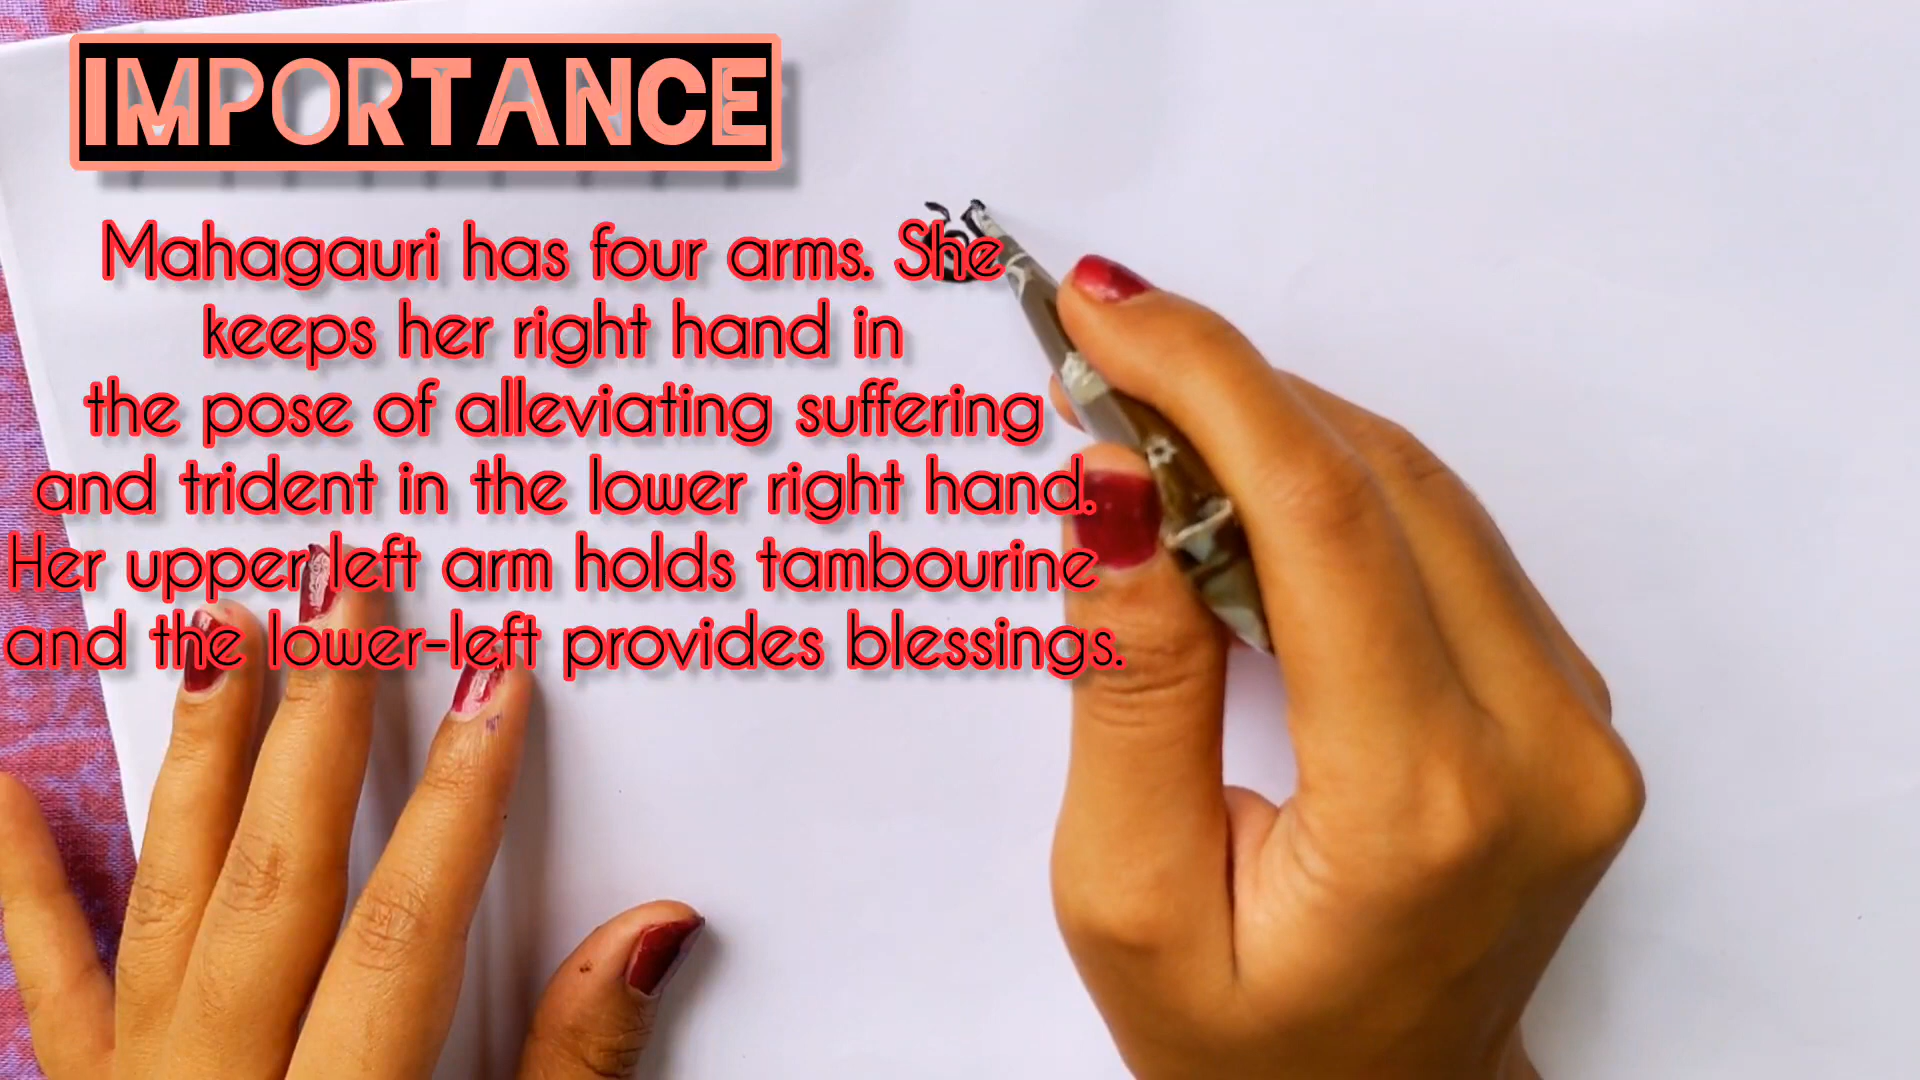 IMPORTANCE
Mahagauri has four arms. She
keeps her right hand in
the pose of alleviating suffering
and trident in the lower right hand.
Her upper left arm holds tambourine
and the lower-left provides blessings.